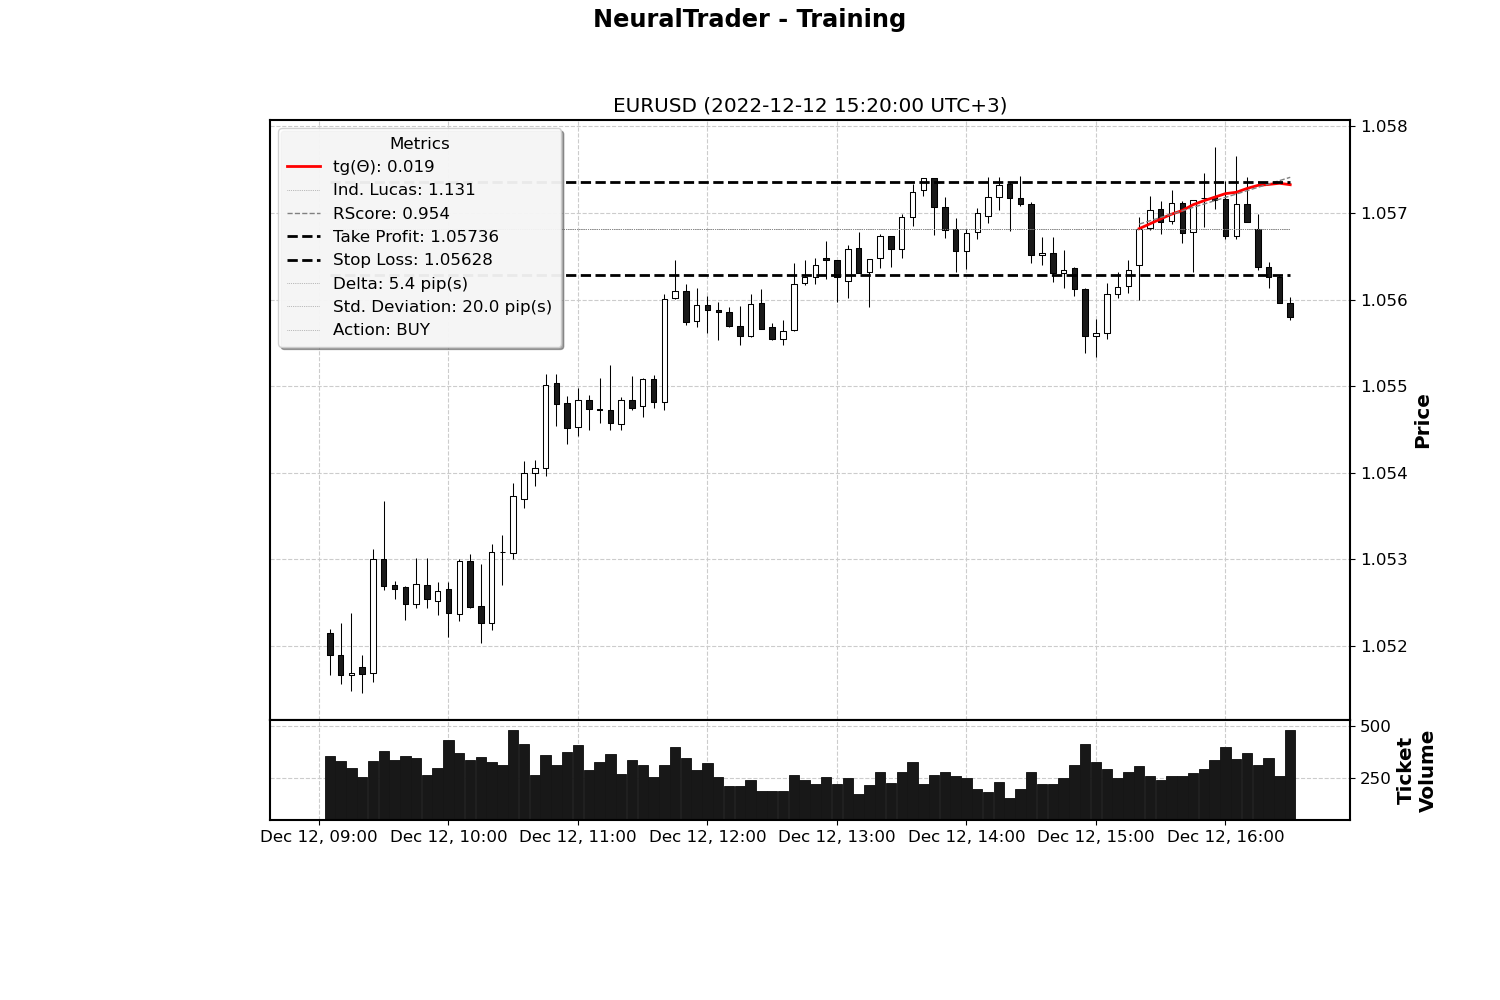 NeuralTrader - Training
EURUSD (2022-12-12 15:20:00 UTC+3)
Metrics
tg(Θ): 0.019
Ind. Lucas: 1.131
RScore: 0.954
Take Profit: 1.05736
Stop Loss: 1.05628
Delta: 5.4 pip(s)
Std. Deviation: 20.0 pip(s)
Action: BUY
1.058
1.057
1.056
1.055
1.054
1.053
1.052
Price
500
250
Ticket
Volume
Dec 12, 09:00 Dec 12, 10:00 Dec 12, 11:00 Dec 12, 12:00 Dec 12, 13:00 Dec 12, 14:00 Dec 12, 15:00 Dec 12, 16:00